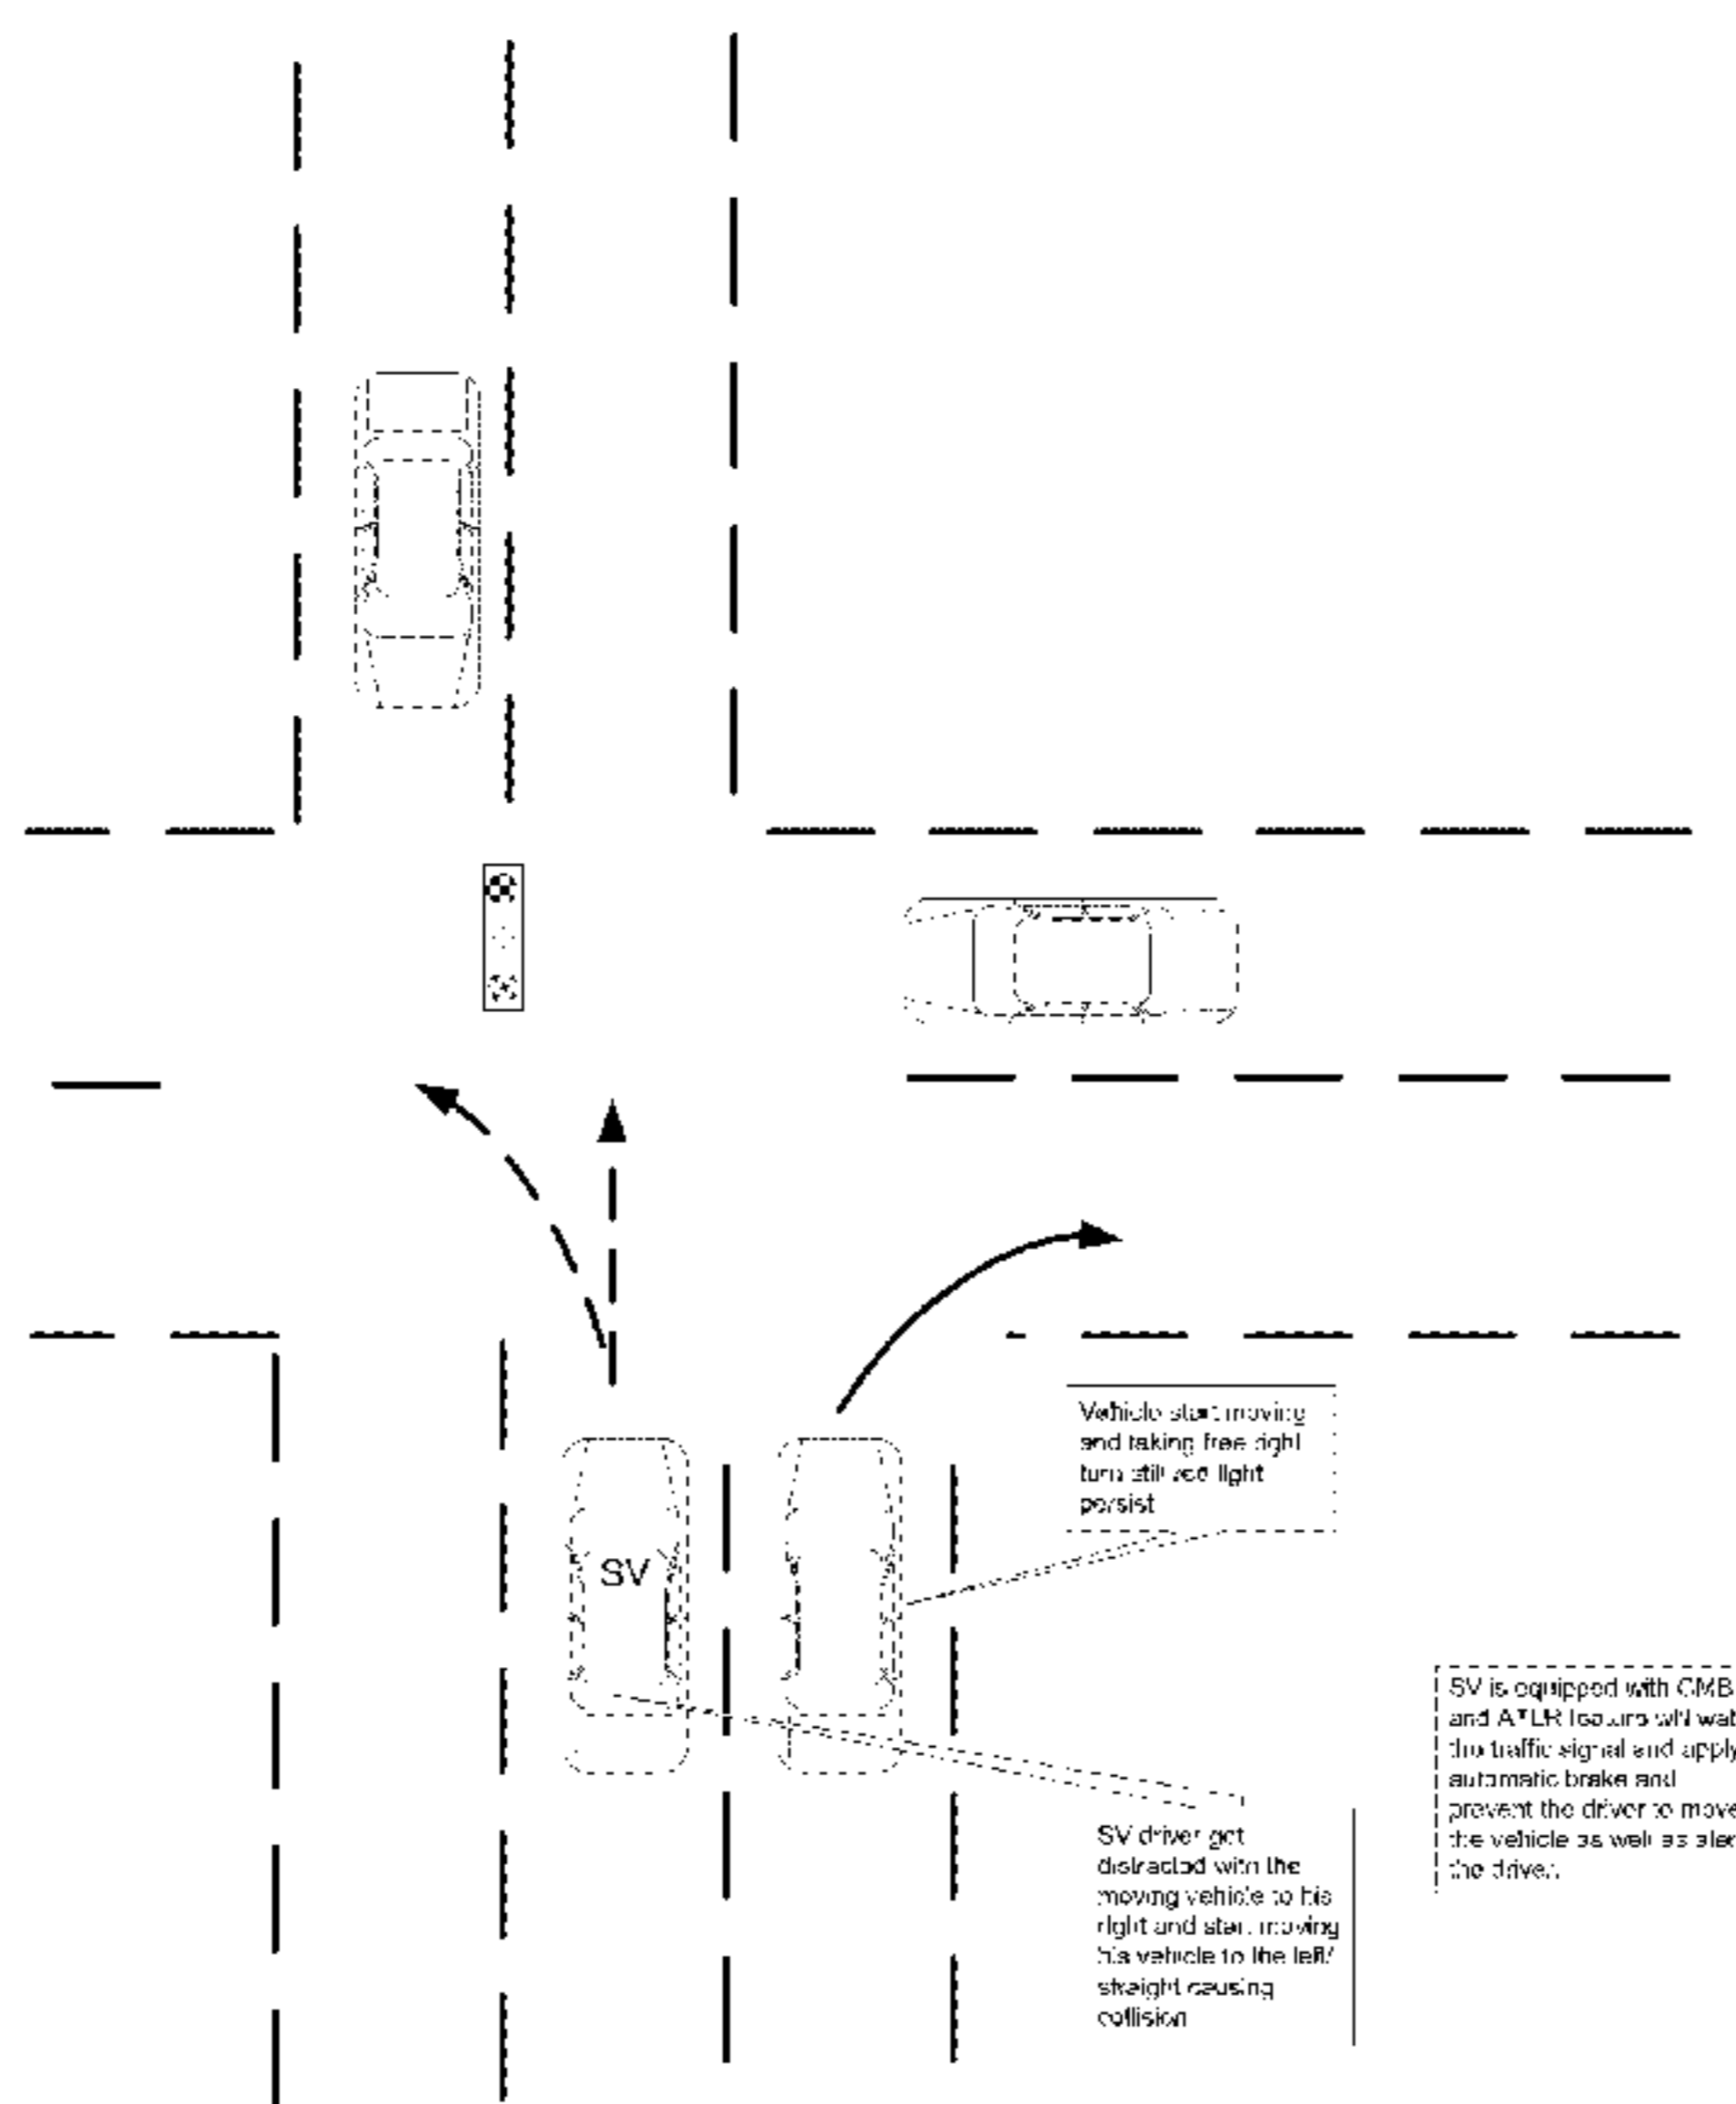 Vehicle start moving
and taking free right
turn still red light
persist
SV
SV is equipped with CMB
and ATLR feature will wat
the traffic signal and apply
automatic brake and
prevent the driver to move
the vehicle as well as aler
the driver.
SV driver get
distracted with the
moving vehicle to his
right and start moving
his vehicle to the left/
straight causing
collision